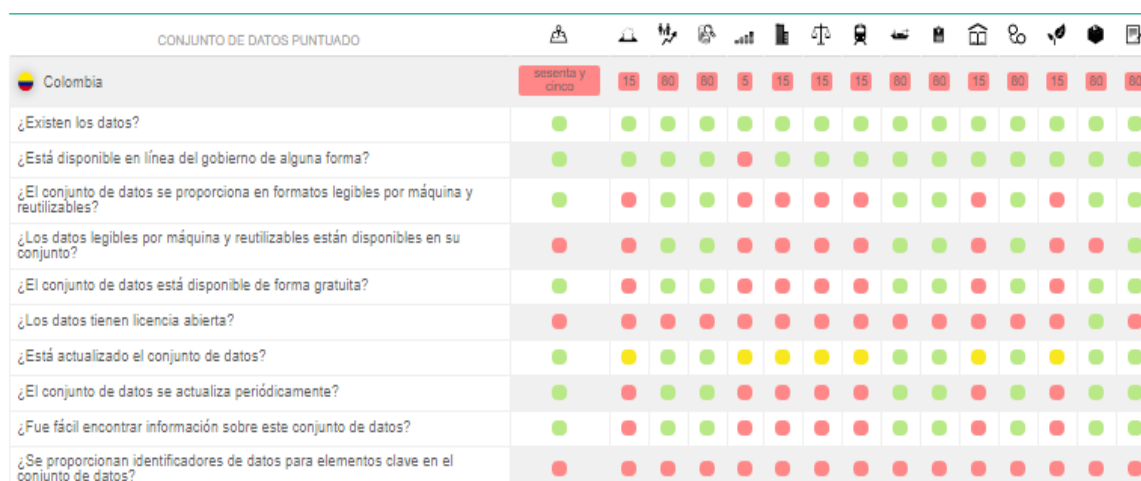 CONJUNTO DE DATOS PUNTUADO
Colombia
sesenta y
cinco
15 80 80 5 15 15 15 80 80 15 80 15 80 80
¿Existen los datos?
¿Está disponible en línea del gobierno de alguna forma?
¿El conjunto de datos se proporciona en formatos legibles por máquina y
reutilizables?
¿Los datos legibles por máquina y reutilizables están disponibles en su
conjunto?
¿El conjunto de datos está disponible de forma gratuita?
¿Los datos tienen licencia abierta?
¿Está actualizado el conjunto de datos?
¿El conjunto de datos se actualiza periódicamente?
¿Fue fácil encontrar información sobre este conjunto de datos?
¿Se proporcionan identificadores de datos para elementos clave en el
conjunto de datos?